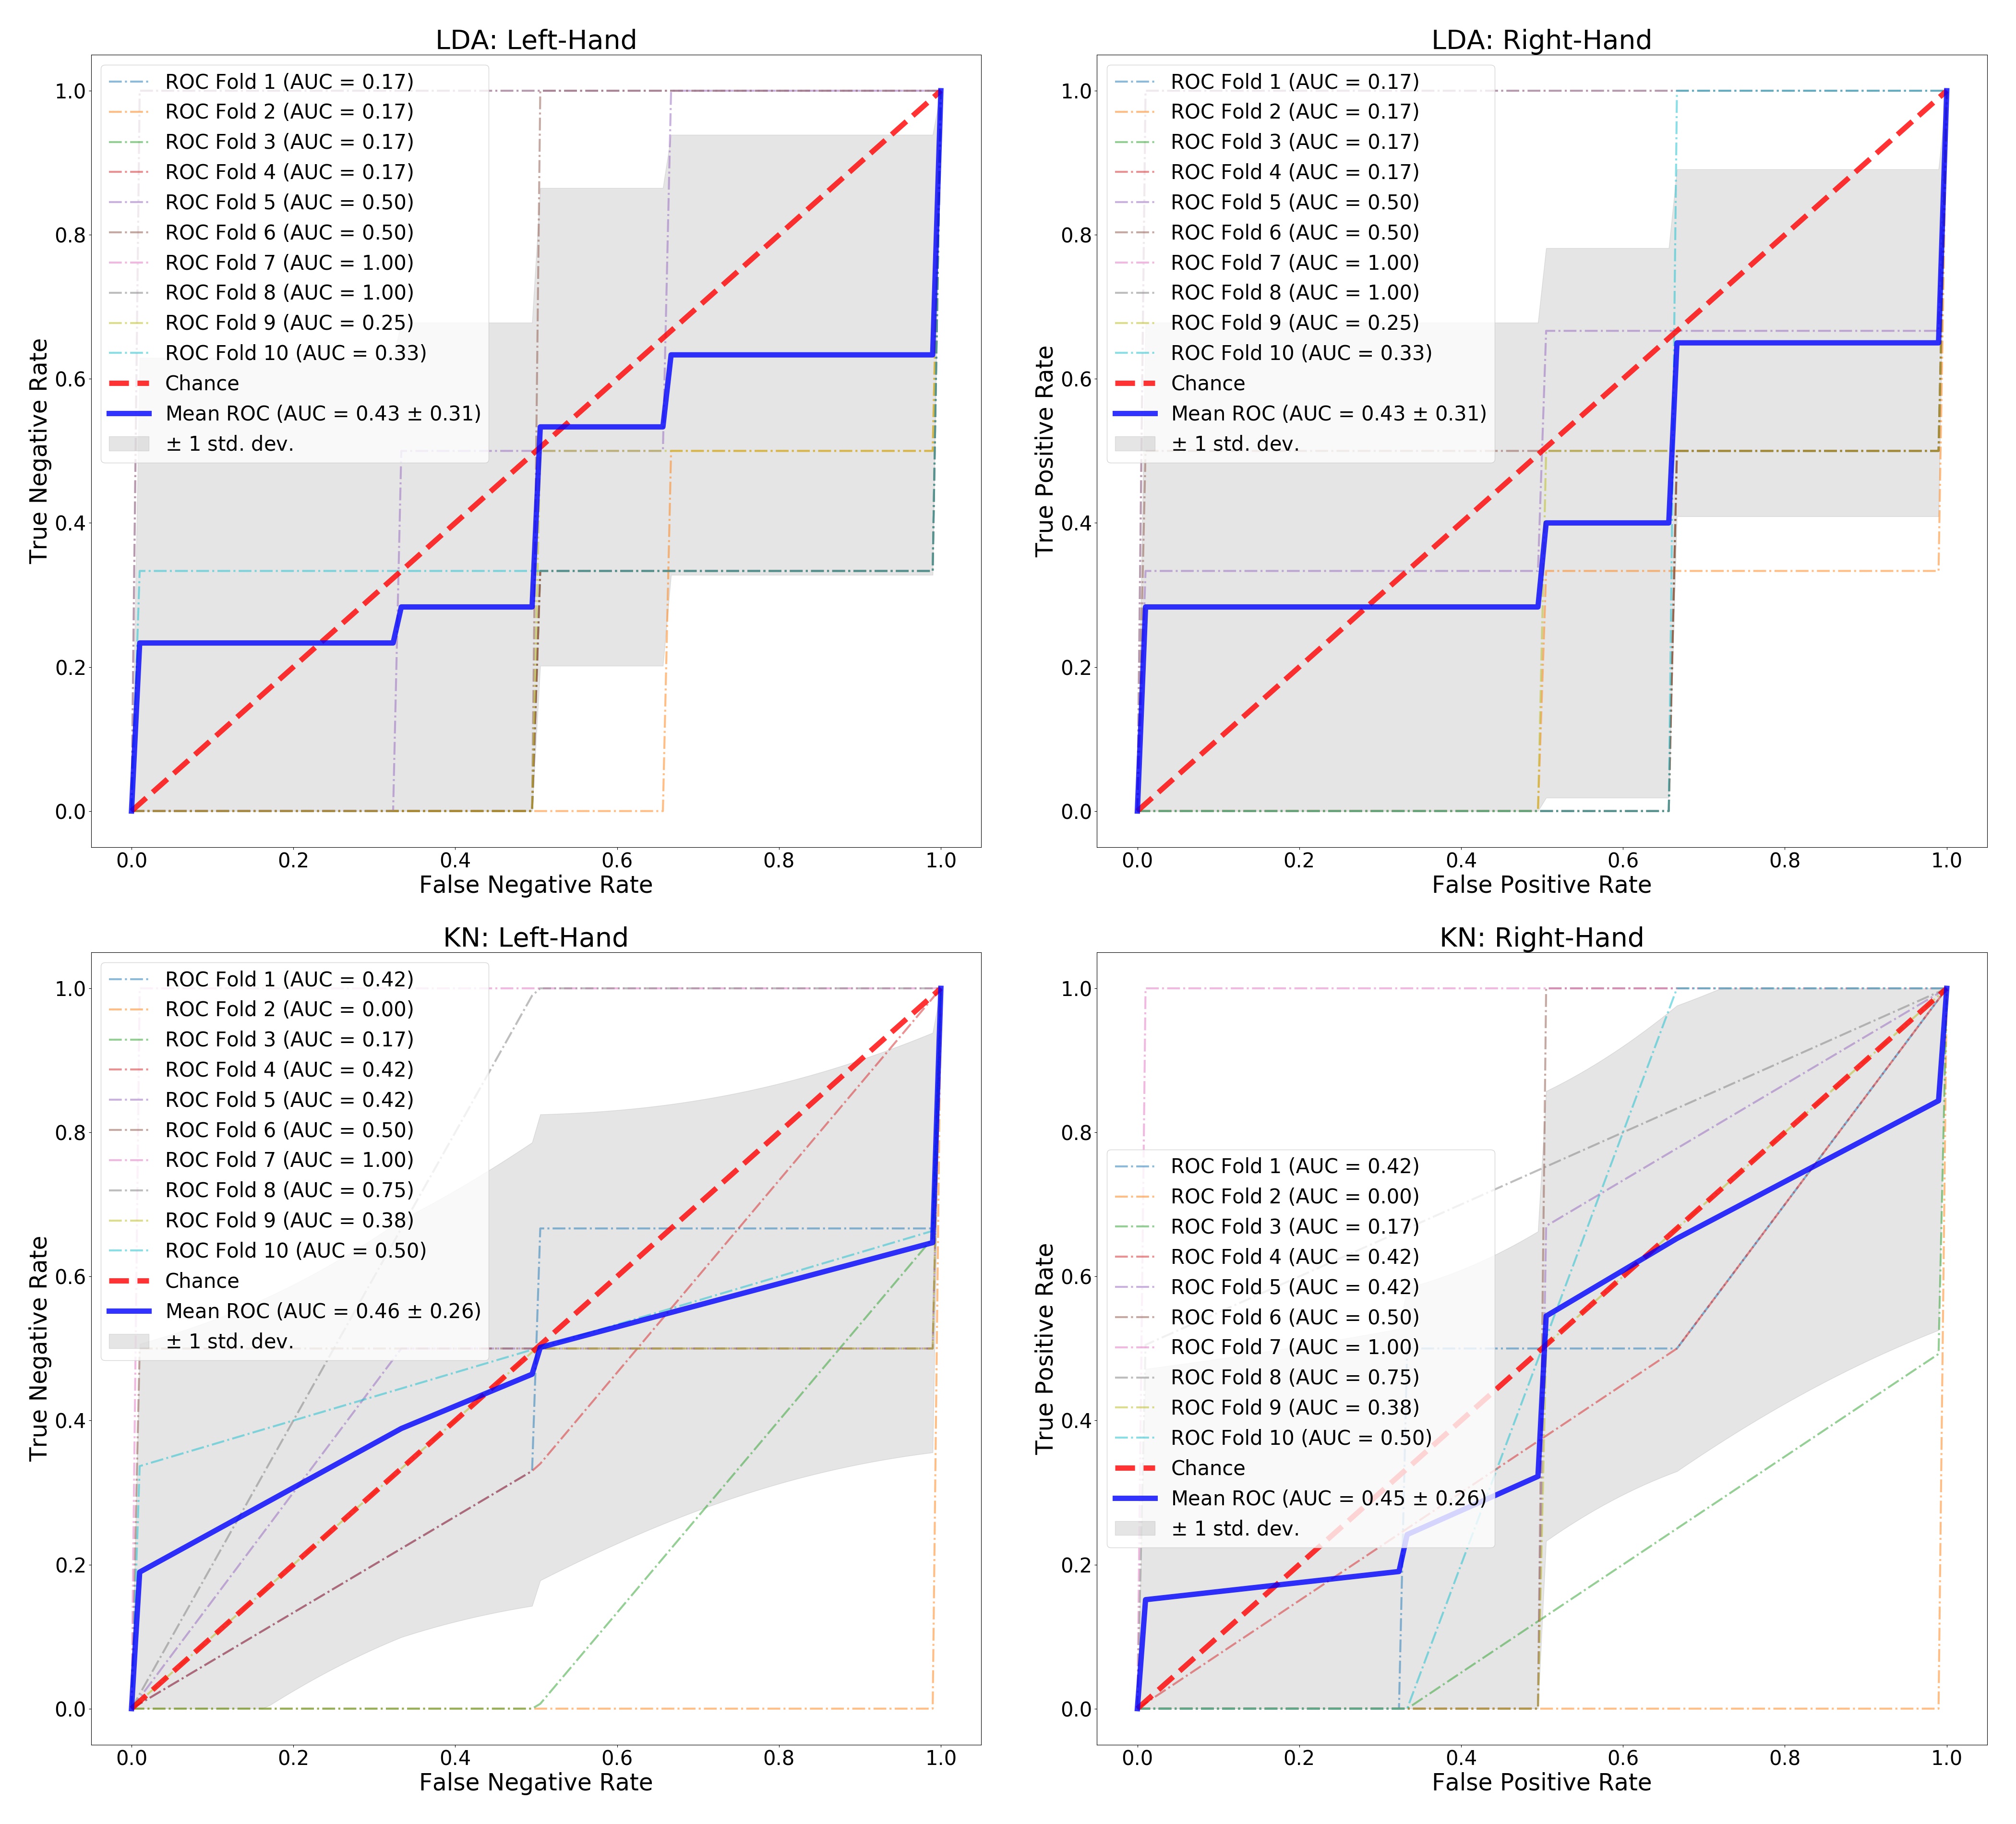 LDA: Left-Hand
True Negative Rate
1.0
0.8
0.6
0.4
0.2
0.0
ROC Fold 1 (AUC = 0.17)
ROC Fold 2 (AUC = 0.17)
ROC Fold 3 (AUC = 0.17)
ROC Fold 4 (AUC = 0.17)
ROC Fold 5 (AUC = 0.50)
ROC Fold 6 (AUC = 0.50)
ROC Fold 7 (AUC = 1.00)
ROC Fold 8 (AUC = 1.00)
ROC Fold 9 (AUC = 0.25)
ROC Fold 10 (AUC = 0.33)
Chance
Mean ROC (AUC = 0.43 ± 0.31)
± 1 std. dev.
0.0 0.2 0.4 0.6 0.8 1.0
False Negative Rate
LDA: Right-Hand
True Positive Rate
1.0
0.8
0.6
0.4
0.2
0.0
ROC Fold 1 (AUC = 0.17)
ROC Fold 2 (AUC = 0.17)
ROC Fold 3 (AUC = 0.17)
ROC Fold 4 (AUC = 0.17)
ROC Fold 5 (AUC = 0.50)
ROC Fold 6 (AUC = 0.50)
ROC Fold 7 (AUC = 1.00)
ROC Fold 8 (AUC = 1.00)
ROC Fold 9 (AUC = 0.25)
ROC Fold 10 (AUC = 0.33)
Chance
Mean ROC (AUC = 0.43 ± 0.31)
± 1 std. dev.
0.0 0.2 0.4 0.6 0.8 1.0
False Positive Rate
KN: Left-Hand
True Negative Rate
1.0
0.8
0.6
0.4
0.2
0.0
ROC Fold 1 (AUC = 0.42)
ROC Fold 2 (AUC = 0.00)
ROC Fold 3 (AUC = 0.17)
ROC Fold 4 (AUC = 0.42)
ROC Fold 5 (AUC = 0.42)
ROC Fold 6 (AUC = 0.50)
ROC Fold 7 (AUC = 1.00)
ROC Fold 8 (AUC = 0.75)
ROC Fold 9 (AUC = 0.38)
ROC Fold 10 (AUC = 0.50)
Chance
Mean ROC (AUC = 0.46 ± 0.26)
± 1 std. dev.
0.0 0.2 0.4 0.6 0.8 1.0
False Negative Rate
KN: Right-Hand
True Positive Rate
1.0
0.8
0.6
0.4
0.2
0.0
ROC Fold 1 (AUC = 0.42)
ROC Fold 2 (AUC = 0.00)
ROC Fold 3 (AUC = 0.17)
ROC Fold 4 (AUC = 0.42)
ROC Fold 5 (AUC = 0.42)
ROC Fold 6 (AUC = 0.50)
ROC Fold 7 (AUC = 1.00)
ROC Fold 8 (AUC = 0.75)
ROC Fold 9 (AUC = 0.38)
ROC Fold 10 (AUC = 0.50)
Chance
Mean ROC (AUC = 0.45 ± 0.26)
± 1 std. dev.
0.0 0.2 0.4 0.6 0.8 1.0
False Positive Rate